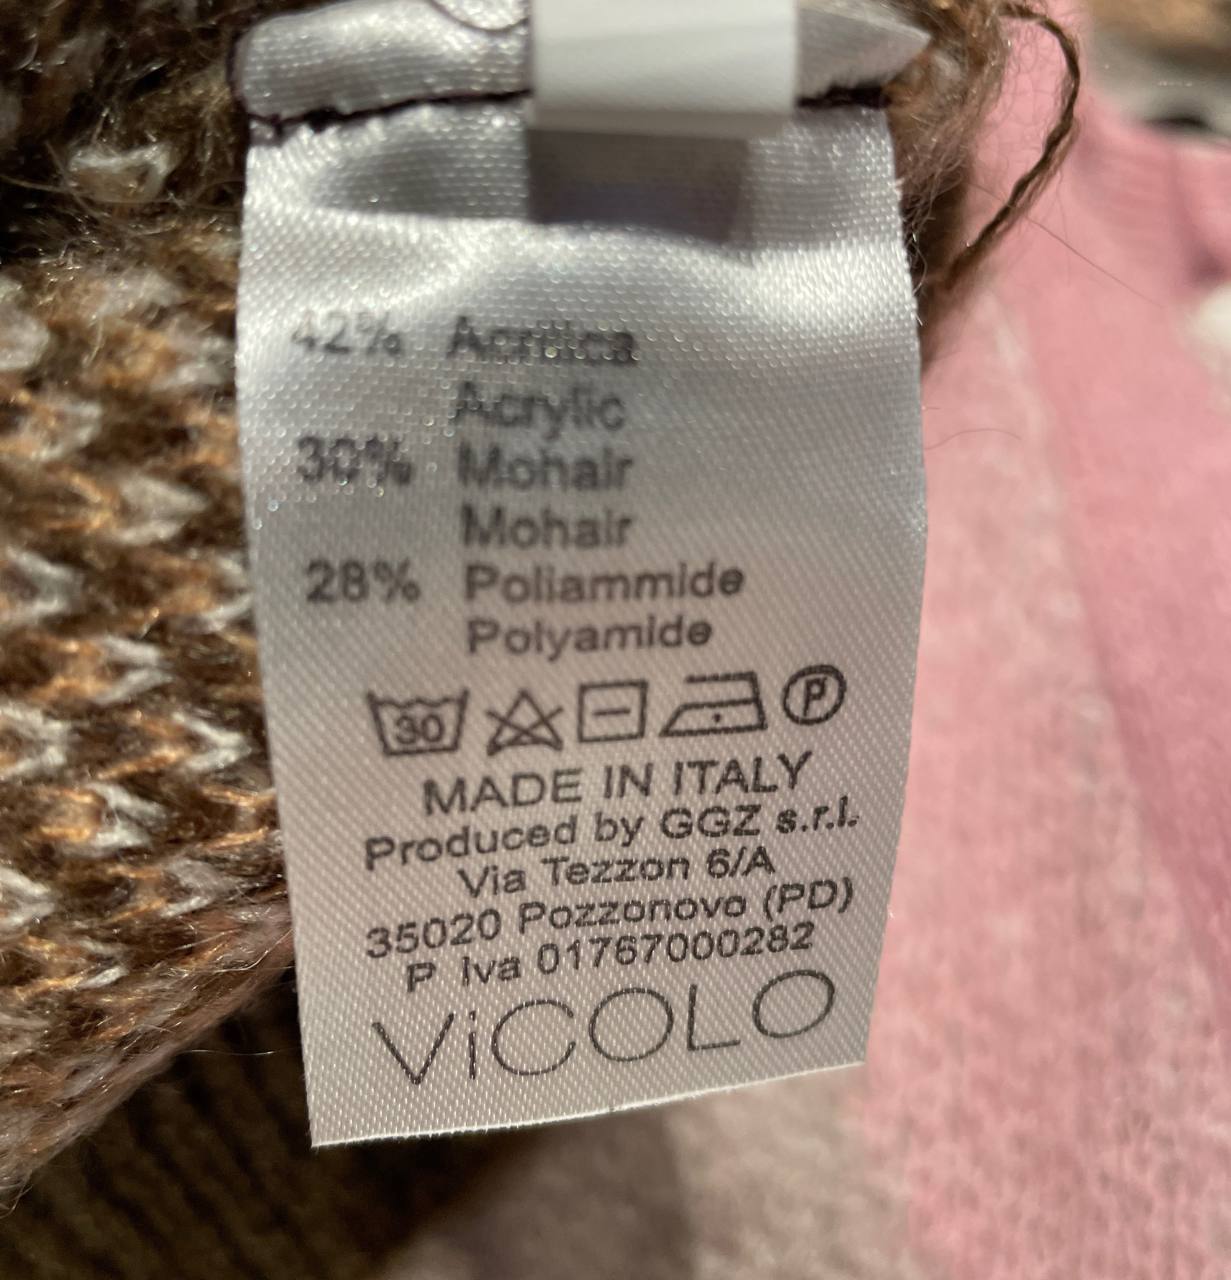 42% Acrilica
Acrylic
30% Mohair
Mohair
28% Poliammide
Polyamide
30 P
MADE IN ITALY
Produced by GGZ s.r.l.
Via Tezzon 6/A
35020 Pozzonovo (PD)
P Iva 01767000282
ViCOLO